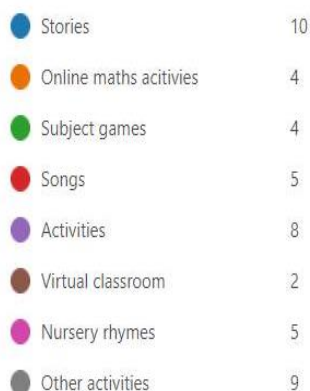 Stories 10
Online maths acitivies 4
Subject games 4
Songs 5
Activities 8
Virtual classroom 2
Nursery rhymes 5
Other activities 9